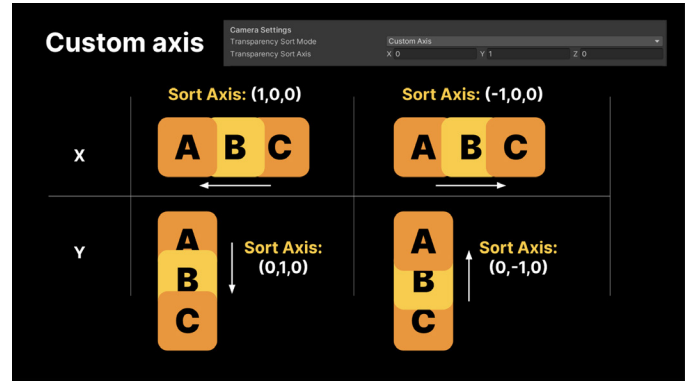 Custom axis
Camera Settings
Transparency Sort Mode Custom Axis
Transparency Sort Axis X 0 Y 1 Z 0
Sort Axis: (1,0,0) Sort Axis: (-1,0,0)
X A B C A B C
Y
A
B
C
Sort Axis:
(0,1,0)
A
B
C
Sort Axis:
(0,-1,0)